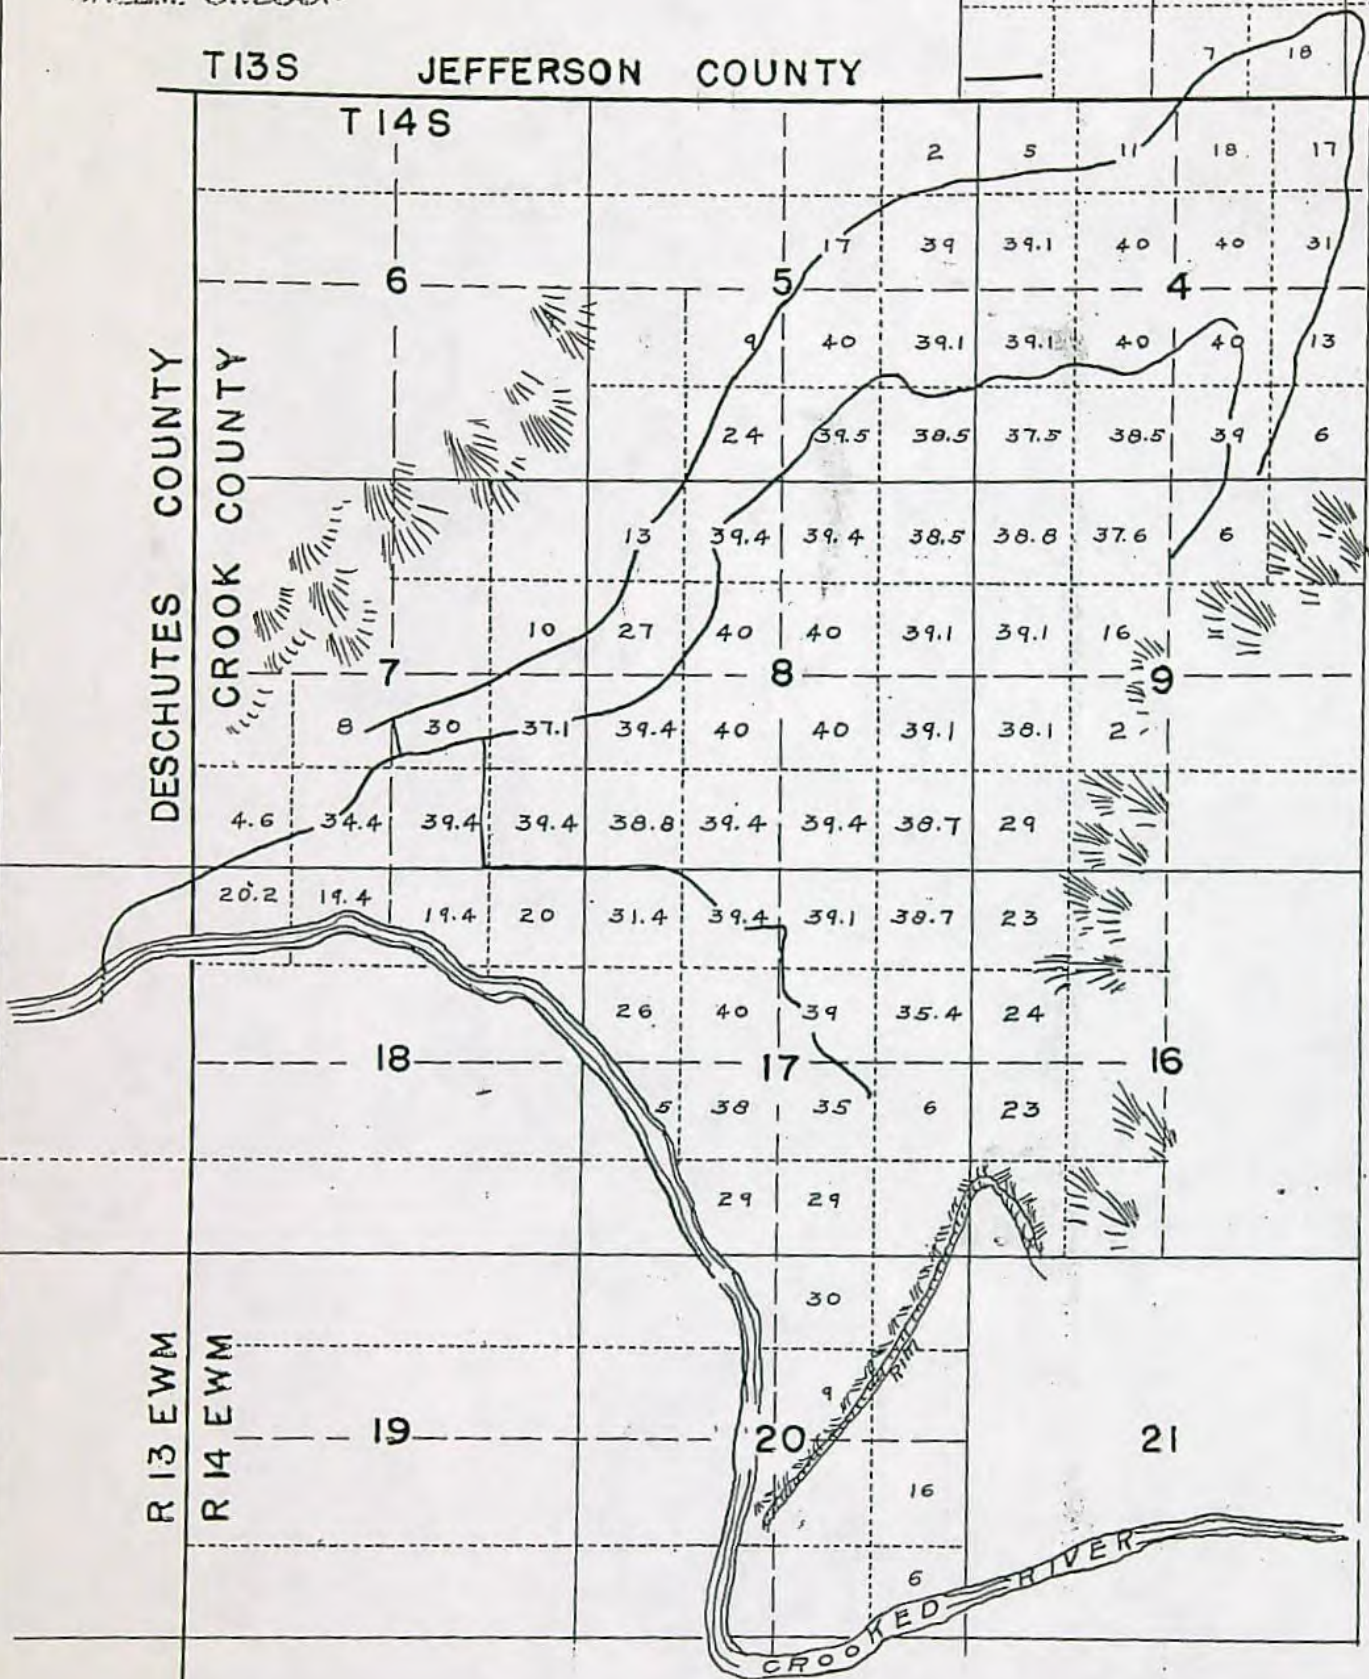 7 18
T13S JEFFERSON COUNTY
T14S
2 5 11 18 17
17 39 39.1 40 40 31
6 5 4
9 40 39.1 39.1 40 40 13
24 39.5 38.5 37.5 38.5 39 6
DESCHUTES COUNTY
CROOK COUNTY
13 39.4 39.4 38.5 38.8 37.6 6
10 27 40 40 39.1 39.1 16
7 8 9
8 30 37.1 39.4 40 40 39.1 38.1 2
4.6 34.4 39.4 39.4 38.8 39.4 39.4 38.7 29
20.2 19.4 19.4 20 31.4 39.4 39.1 38.7 23
26 40 39 35.4 24
18 17 16
5 38 35 6 23
29 29
30
R 13 EWM
R 14 EWM
RIM
9
19 20 21
16
6
CROOKED RIVER